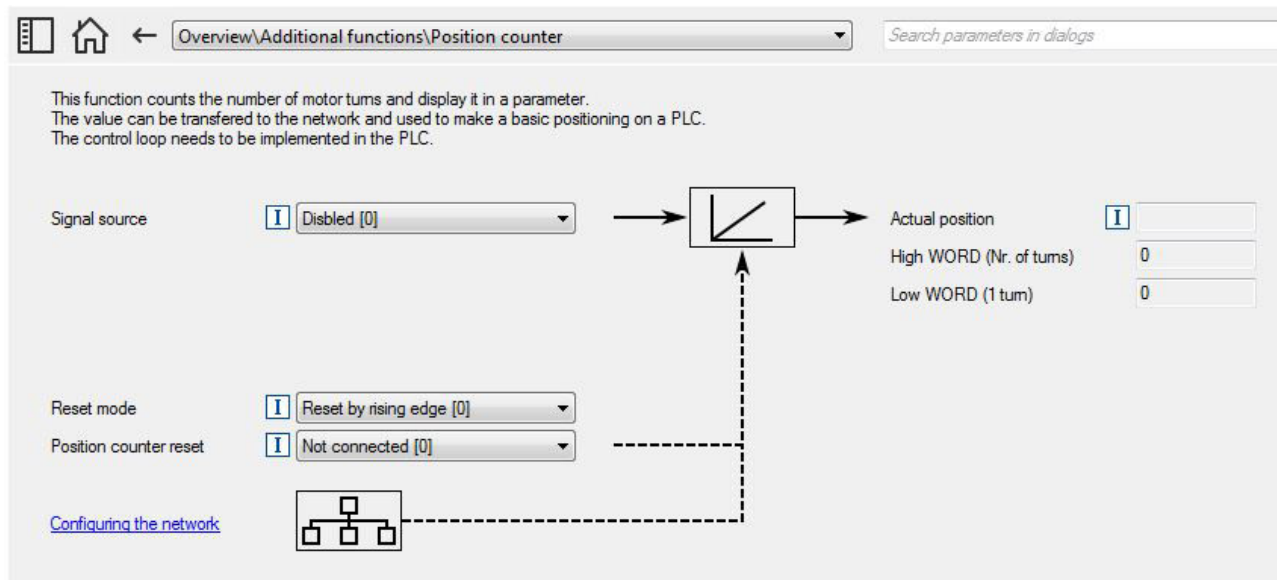 Overview\Additional functions\Position counter
Search parameters in dialogs
This function counts the number of motor turns and display it in a parameter.
The value can be transfered to the network and used to make a basic positioning on a PLC.
The control loop needs to be implemented in the PLC.
Signal source
I
Disbled [0]
Actual position
I
High WORD (Nr. of turns)
0
Low WORD (1 turn)
0
Reset mode
I
Reset by rising edge [0]
Position counter reset
I
Not connected [0]
Configuring the network